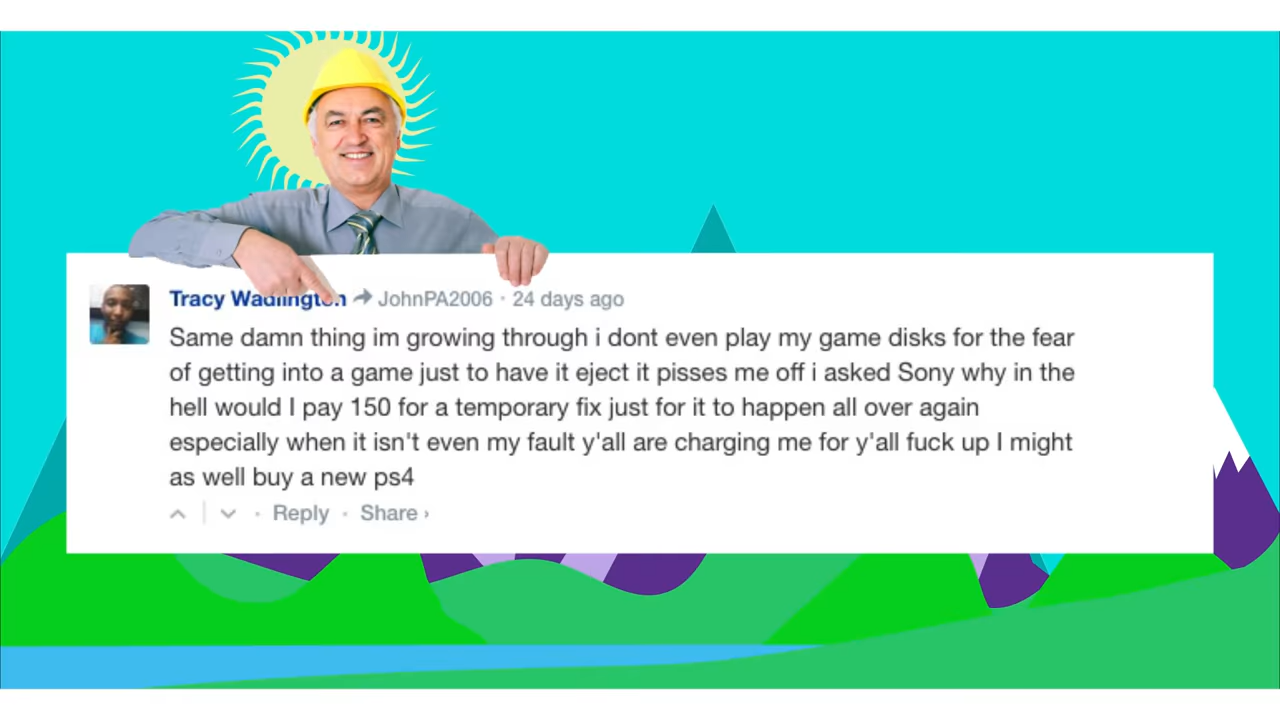 Tracy Wadlington JohnPA2006 · 24 days ago
Same damn thing im growing through i dont even play my game disks for the fear
of getting into a game just to have it eject it pisses me off i asked Sony why in the
hell would I pay 150 for a temporary fix just for it to happen all over again
especially when it isn't even my fault y'all are charging me for y'all fuck up I might
as well buy a new ps4
· Reply · Share ›